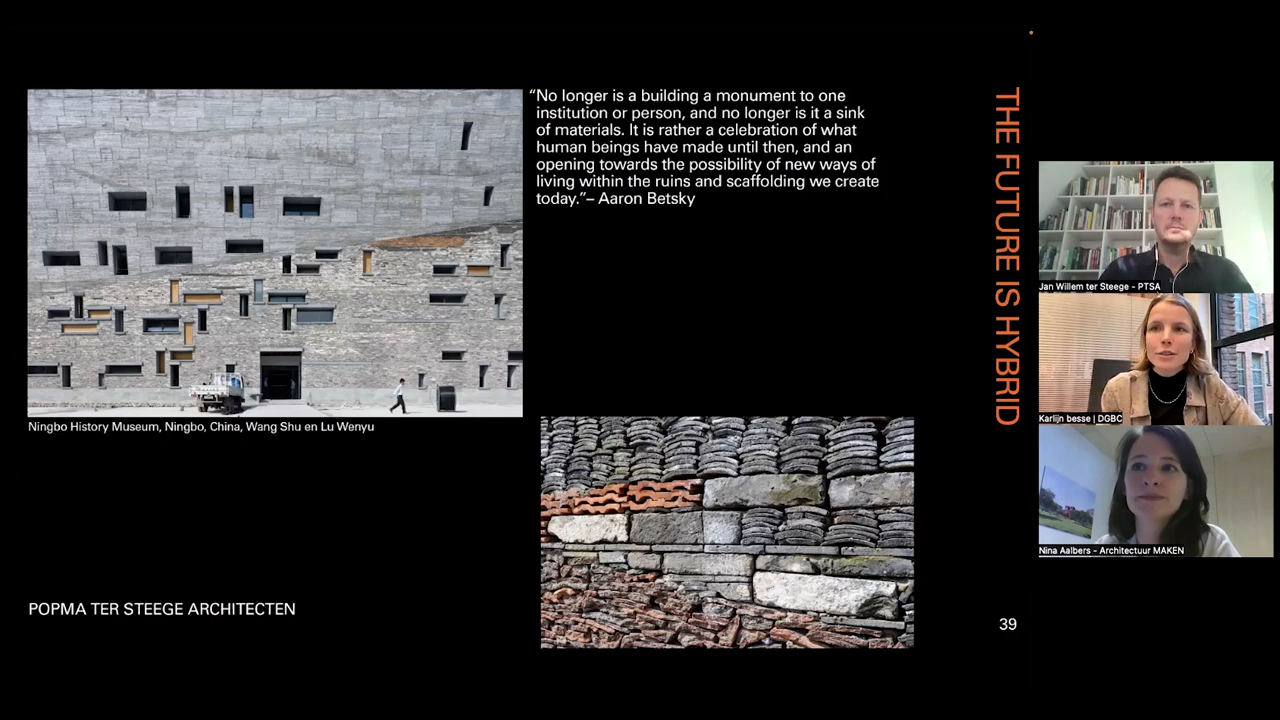 “No longer is a building a monument to one
institution or person, and no longer is it a sink
of materials. It is rather a celebration of what
human beings have made until then, and an
opening towards the possibility of new ways of
living within the ruins and scaffolding we create
today.”– Aaron Betsky
Ningbo History Museum, Ningbo, China, Wang Shu en Lu Wenyu
POPMA TER STEEGE ARCHITECTEN
THE FUTURE IS HYBRID
39
Jan Willem ter Steege - PTSA
Karlijn besse | DGBC
Nina Aalbers - Architectuur MAKEN